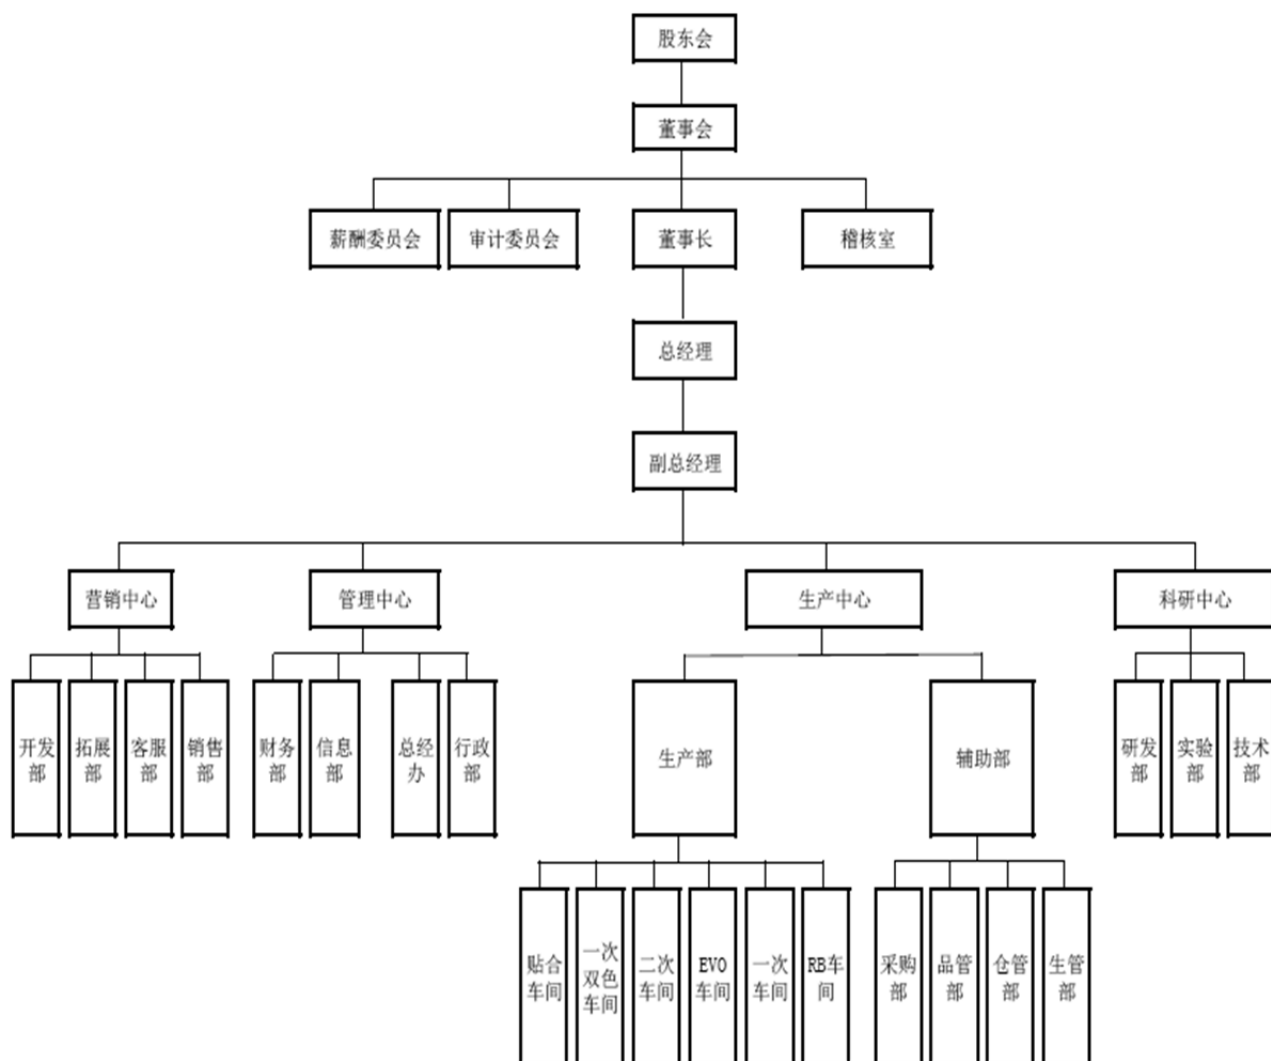 股东会
董事会
薪酬委员会
审计委员会
董事长
稽核室
总经理
副总经理
营销中心
管理中心
生产中心
科研中心
开发
部
拓展
部
客服
部
销售
部
财务
部
信息
部
总经
办
行政
部
生产部
辅助部
研发
部
实验
部
技术
部
贴合
车间
一次
双色
车间
二次
车间
EVO
车间
一次
车间
RB车
间
采购
部
品管
部
仓管
部
生管
部